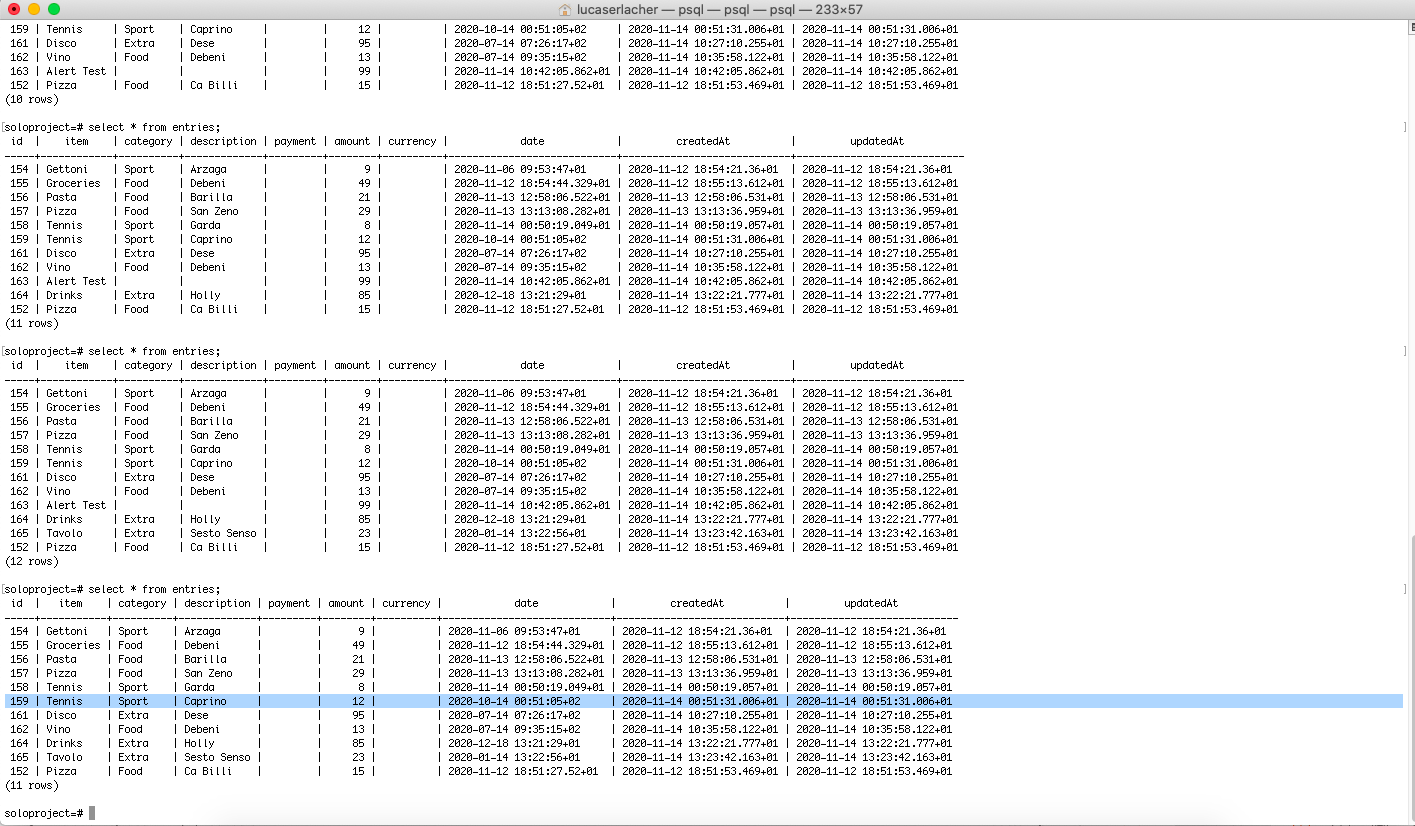 lucaserlacher — psql — psql — psql — 233×57
159 | Tennis     | Sport    | Caprino     |         |     12 |          | 2020-10-14 00:51:05+02     | 2020-11-14 00:51:31.006+01 | 2020-11-14 00:51:31.006+01
161 | Disco      | Extra    | Dese        |         |     95 |          | 2020-07-14 07:26:17+02     | 2020-11-14 10:27:10.255+01 | 2020-11-14 10:27:10.255+01
162 | Vino       | Food     | Debeni      |         |     13 |          | 2020-07-14 09:35:15+02     | 2020-11-14 10:35:58.122+01 | 2020-11-14 10:35:58.122+01
163 | Alert Test |          |             |         |     99 |          | 2020-11-14 10:42:05.862+01 | 2020-11-14 10:42:05.862+01 | 2020-11-14 10:42:05.862+01
152 | Pizza      | Food     | Ca Billi    |         |     15 |          | 2020-11-12 18:51:27.52+01  | 2020-11-12 18:51:53.469+01 | 2020-11-12 18:51:53.469+01
(10 rows)
[soloproject=# select * from entries; ]
id  |    item    | category | description | payment | amount | currency |            date            |         createdAt          |         updatedAt
-----+------------+----------+-------------+---------+--------+----------+----------------------------+----------------------------+----------------------------
154 | Gettoni    | Sport    | Arzaga      |         |      9 |          | 2020-11-06 09:53:47+01     | 2020-11-12 18:54:21.36+01  | 2020-11-12 18:54:21.36+01
155 | Groceries  | Food     | Debeni      |         |     49 |          | 2020-11-12 18:54:44.329+01 | 2020-11-12 18:55:13.612+01 | 2020-11-12 18:55:13.612+01
156 | Pasta      | Food     | Barilla     |         |     21 |          | 2020-11-13 12:58:06.522+01 | 2020-11-13 12:58:06.531+01 | 2020-11-13 12:58:06.531+01
157 | Pizza      | Food     | San Zeno    |         |     29 |          | 2020-11-13 13:13:08.282+01 | 2020-11-13 13:13:36.959+01 | 2020-11-13 13:13:36.959+01
158 | Tennis     | Sport    | Garda       |         |      8 |          | 2020-11-14 00:50:19.049+01 | 2020-11-14 00:50:19.057+01 | 2020-11-14 00:50:19.057+01
159 | Tennis     | Sport    | Caprino     |         |     12 |          | 2020-10-14 00:51:05+02     | 2020-11-14 00:51:31.006+01 | 2020-11-14 00:51:31.006+01
161 | Disco      | Extra    | Dese        |         |     95 |          | 2020-07-14 07:26:17+02     | 2020-11-14 10:27:10.255+01 | 2020-11-14 10:27:10.255+01
162 | Vino       | Food     | Debeni      |         |     13 |          | 2020-07-14 09:35:15+02     | 2020-11-14 10:35:58.122+01 | 2020-11-14 10:35:58.122+01
163 | Alert Test |          |             |         |     99 |          | 2020-11-14 10:42:05.862+01 | 2020-11-14 10:42:05.862+01 | 2020-11-14 10:42:05.862+01
164 | Drinks     | Extra    | Holly       |         |     85 |          | 2020-12-18 13:21:29+01     | 2020-11-14 13:22:21.777+01 | 2020-11-14 13:22:21.777+01
152 | Pizza      | Food     | Ca Billi    |         |     15 |          | 2020-11-12 18:51:27.52+01  | 2020-11-12 18:51:53.469+01 | 2020-11-12 18:51:53.469+01
(11 rows)
[soloproject=# select * from entries; ]
id  |    item    | category | description | payment | amount | currency |            date            |         createdAt          |         updatedAt
-----+------------+----------+-------------+---------+--------+----------+----------------------------+----------------------------+----------------------------
154 | Gettoni    | Sport    | Arzaga      |         |      9 |          | 2020-11-06 09:53:47+01     | 2020-11-12 18:54:21.36+01  | 2020-11-12 18:54:21.36+01
155 | Groceries  | Food     | Debeni      |         |     49 |          | 2020-11-12 18:54:44.329+01 | 2020-11-12 18:55:13.612+01 | 2020-11-12 18:55:13.612+01
156 | Pasta      | Food     | Barilla     |         |     21 |          | 2020-11-13 12:58:06.522+01 | 2020-11-13 12:58:06.531+01 | 2020-11-13 12:58:06.531+01
157 | Pizza      | Food     | San Zeno    |         |     29 |          | 2020-11-13 13:13:08.282+01 | 2020-11-13 13:13:36.959+01 | 2020-11-13 13:13:36.959+01
158 | Tennis     | Sport    | Garda       |         |      8 |          | 2020-11-14 00:50:19.049+01 | 2020-11-14 00:50:19.057+01 | 2020-11-14 00:50:19.057+01
159 | Tennis     | Sport    | Caprino     |         |     12 |          | 2020-10-14 00:51:05+02     | 2020-11-14 00:51:31.006+01 | 2020-11-14 00:51:31.006+01
161 | Disco      | Extra    | Dese        |         |     95 |          | 2020-07-14 07:26:17+02     | 2020-11-14 10:27:10.255+01 | 2020-11-14 10:27:10.255+01
162 | Vino       | Food     | Debeni      |         |     13 |          | 2020-07-14 09:35:15+02     | 2020-11-14 10:35:58.122+01 | 2020-11-14 10:35:58.122+01
163 | Alert Test |          |             |         |     99 |          | 2020-11-14 10:42:05.862+01 | 2020-11-14 10:42:05.862+01 | 2020-11-14 10:42:05.862+01
164 | Drinks     | Extra    | Holly       |         |     85 |          | 2020-12-18 13:21:29+01     | 2020-11-14 13:22:21.777+01 | 2020-11-14 13:22:21.777+01
165 | Tavolo     | Extra    | Sesto Senso |         |     23 |          | 2020-01-14 13:22:56+01     | 2020-11-14 13:23:42.163+01 | 2020-11-14 13:23:42.163+01
152 | Pizza      | Food     | Ca Billi    |         |     15 |          | 2020-11-12 18:51:27.52+01  | 2020-11-12 18:51:53.469+01 | 2020-11-12 18:51:53.469+01
(12 rows)
[soloproject=# select * from entries; ]
id  |   item    | category | description | payment | amount | currency |            date            |         createdAt          |         updatedAt
-----+-----------+----------+-------------+---------+--------+----------+----------------------------+----------------------------+----------------------------
154 | Gettoni   | Sport    | Arzaga      |         |      9 |          | 2020-11-06 09:53:47+01     | 2020-11-12 18:54:21.36+01  | 2020-11-12 18:54:21.36+01
155 | Groceries | Food     | Debeni      |         |     49 |          | 2020-11-12 18:54:44.329+01 | 2020-11-12 18:55:13.612+01 | 2020-11-12 18:55:13.612+01
156 | Pasta     | Food     | Barilla     |         |     21 |          | 2020-11-13 12:58:06.522+01 | 2020-11-13 12:58:06.531+01 | 2020-11-13 12:58:06.531+01
157 | Pizza     | Food     | San Zeno    |         |     29 |          | 2020-11-13 13:13:08.282+01 | 2020-11-13 13:13:36.959+01 | 2020-11-13 13:13:36.959+01
158 | Tennis    | Sport    | Garda       |         |      8 |          | 2020-11-14 00:50:19.049+01 | 2020-11-14 00:50:19.057+01 | 2020-11-14 00:50:19.057+01
159 | Tennis    | Sport    | Caprino     |         |     12 |          | 2020-10-14 00:51:05+02     | 2020-11-14 00:51:31.006+01 | 2020-11-14 00:51:31.006+01
161 | Disco     | Extra    | Dese        |         |     95 |          | 2020-07-14 07:26:17+02     | 2020-11-14 10:27:10.255+01 | 2020-11-14 10:27:10.255+01
162 | Vino      | Food     | Debeni      |         |     13 |          | 2020-07-14 09:35:15+02     | 2020-11-14 10:35:58.122+01 | 2020-11-14 10:35:58.122+01
164 | Drinks    | Extra    | Holly       |         |     85 |          | 2020-12-18 13:21:29+01     | 2020-11-14 13:22:21.777+01 | 2020-11-14 13:22:21.777+01
165 | Tavolo    | Extra    | Sesto Senso |         |     23 |          | 2020-01-14 13:22:56+01     | 2020-11-14 13:23:42.163+01 | 2020-11-14 13:23:42.163+01
152 | Pizza     | Food     | Ca Billi    |         |     15 |          | 2020-11-12 18:51:27.52+01  | 2020-11-12 18:51:53.469+01 | 2020-11-12 18:51:53.469+01
(11 rows)
soloproject=#